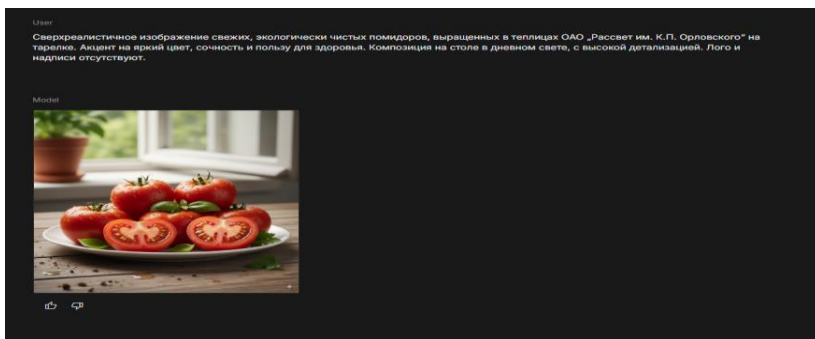 User
Сверхреалистичное изображение свежих, экологически чистых помидоров, выращенных в теплицах ОАО „Рассвет им. К.П. Орловского“ на
тарелке. Акцент на яркий цвет, сочность и пользу для здоровья. Композиция на столе в дневном свете, с высокой детализацией. Лого и
надписи отсутствуют.
Model